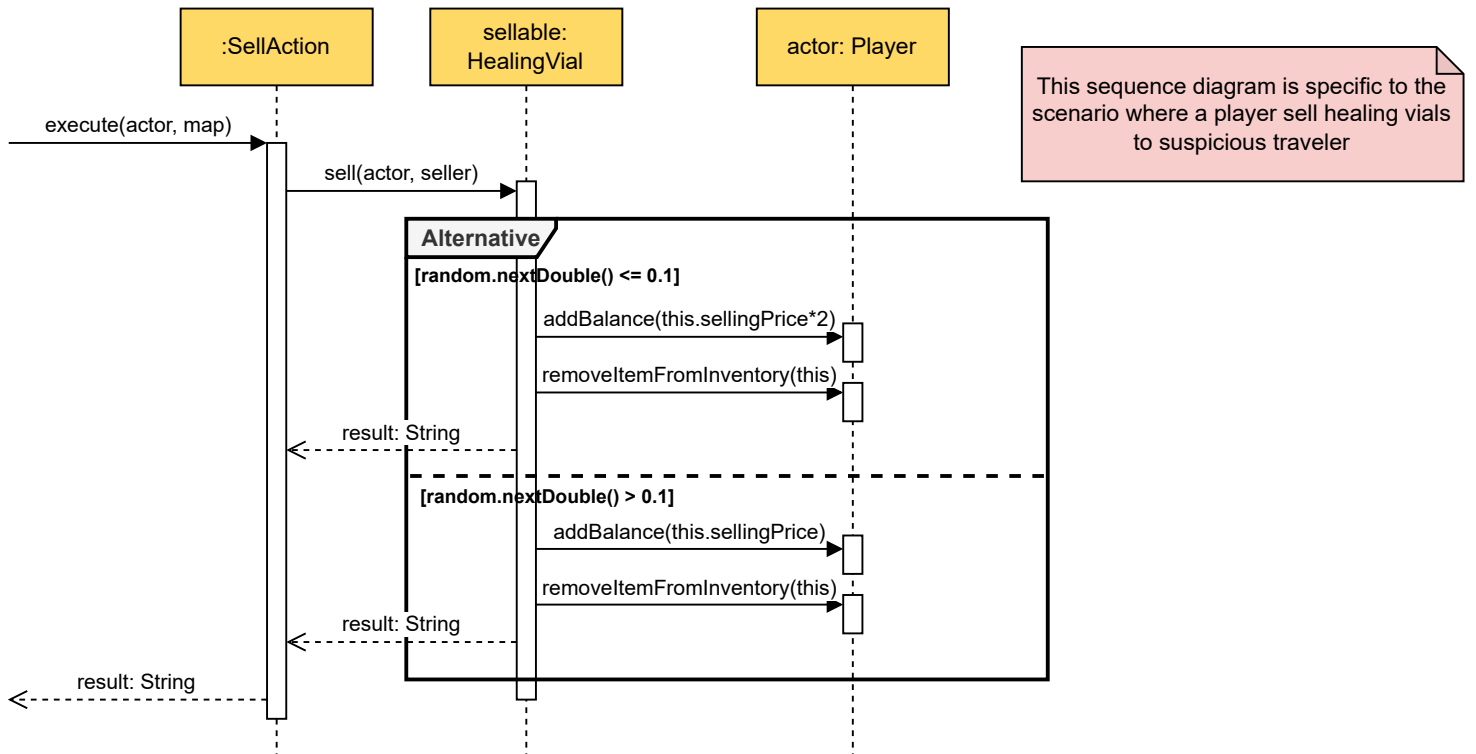 :SellAction
sellable:
HealingVial
actor: Player
This sequence diagram is specific to the
scenario where a player sell healing vials
to suspicious traveler
execute(actor, map)
sell(actor, seller)
Alternative
[random.nextDouble() <= 0.1]
addBalance(this.sellingPrice*2)
removeItemFromInventory(this)
result: String
[random.nextDouble() > 0.1]
addBalance(this.sellingPrice)
removeItemFromInventory(this)
result: String
result: String